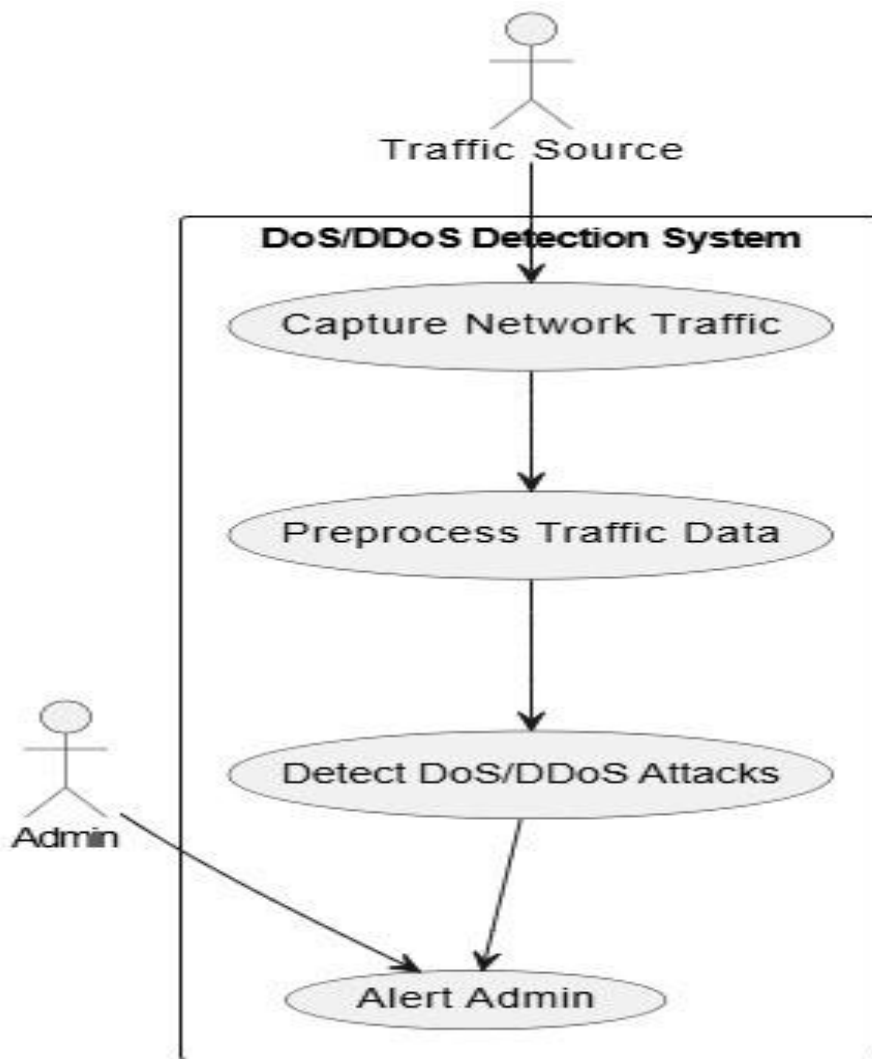 Traffic Source
DoS/DDoS Detection System
Capture Network Traffic
Preprocess Traffic Data
Detect DoS/DDoS Attacks
Admin
Alert Admin